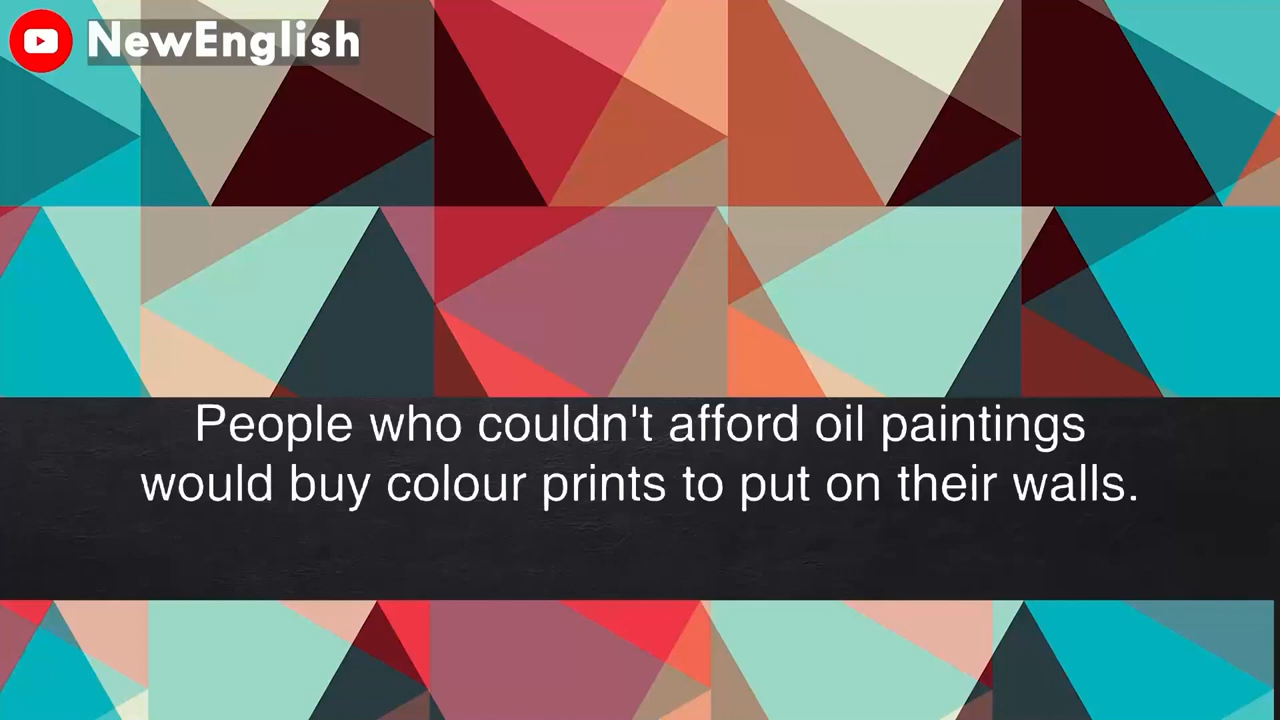 NewEnglish
People who couldn't afford oil paintings
would buy colour prints to put on their walls.